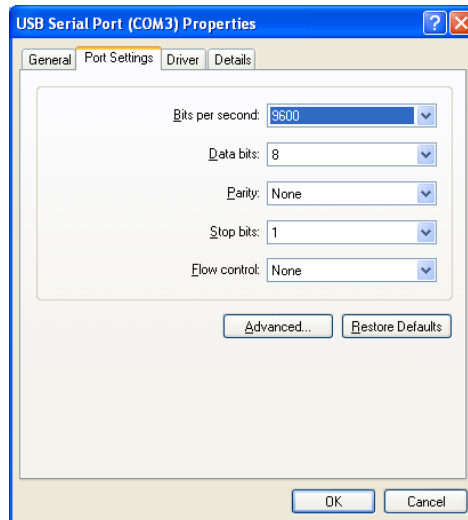 USB Serial Port (COM3) Properties
?
General Port Settings Driver Details
Bits per second: 9600
Data bits: 8
Parity: None
Stop bits: 1
Flow control: None
Advanced... Restore Defaults
OK Cancel